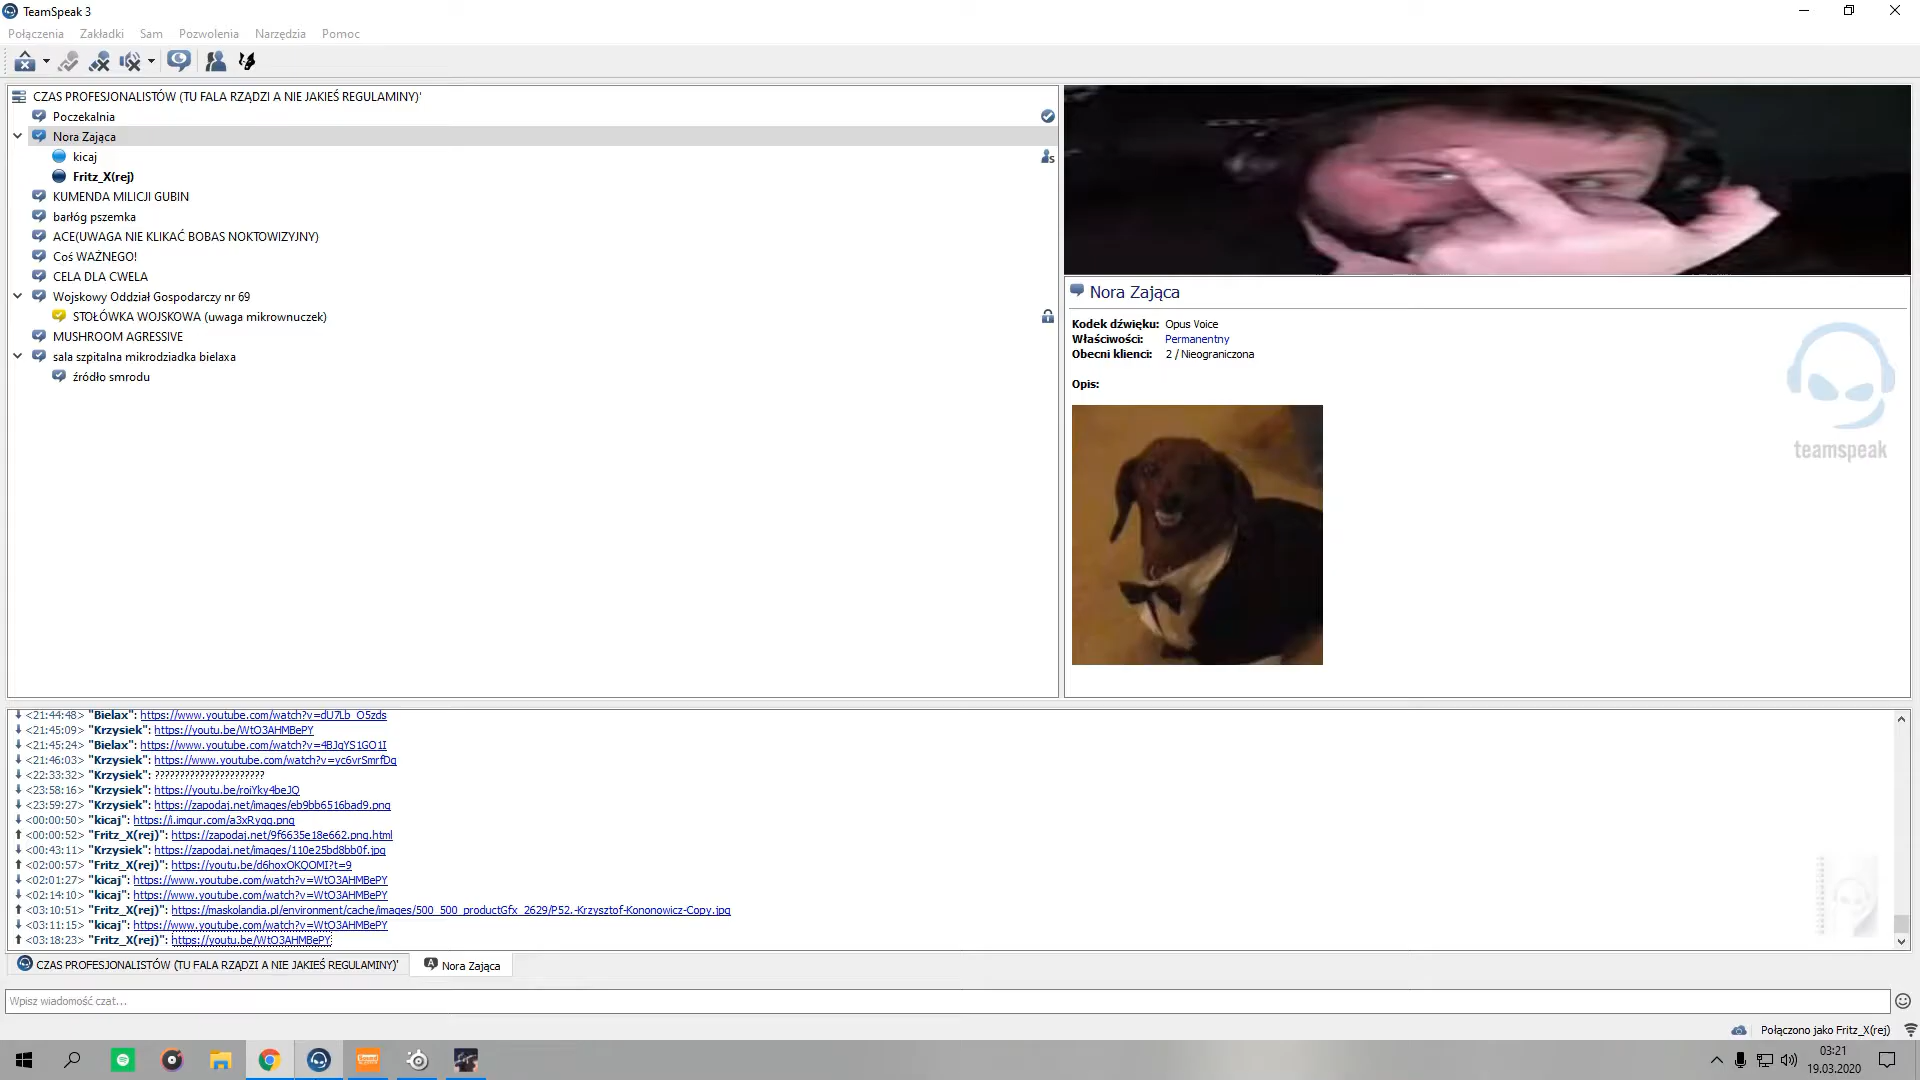 TeamSpeak 3
Połączenia Zakładki Sam Pozwolenia Narzędzia Pomoc
CZAS PROFESJONALISTÓW (TU FALA RZĄDZI A NIE JAKIEŚ REGULAMINY)'
Poczekalnia
Nora Zająca
kicaj
Fritz_X(rej)
KUMENDA MILICJI GUBIN
barłóg pszemka
ACE(UWAGA NIE KLIKAĆ BOBAS NOKTOWIZYJNY)
Coś WAŻNEGO!
CELA DLA CWELA
Wojskowy Oddział Gospodarczy nr 69
STOŁÓWKA WOJSKOWA (uwaga mikrownuczek)
MUSHROOM AGRESSIVE
sala szpitalna mikrodziadka bielaxa
źródło smrodu
Nora Zająca
Kodek dźwięku: Opus Voice
Właściwości: Permanentny
Obecni klienci: 2 / Nieograniczona
Opis:
teamspeak
<21:44:48> "Bielax": https://www.youtube.com/watch?v=dU7Lb_O5zds
<21:45:09> "Krzysiek": https://youtu.be/WtO3AHMBePY
<21:45:24> "Bielax": https://www.youtube.com/watch?v=4BJqYS1GO1I
<21:46:03> "Krzysiek": https://www.youtube.com/watch?v=yc6vrSmrfDg
<22:33:32> "Krzysiek": ??????????????????????
<23:58:16> "Krzysiek": https://youtu.be/roiYky4beJQ
<23:59:27> "Krzysiek": https://zapodaj.net/images/eb9bb6516bad9.png
<00:00:50> "kicaj": https://i.imgur.com/a3xRygq.png
<00:00:52> "Fritz_X(rej)": https://zapodaj.net/9f6635e18e662.png.html
<00:43:11> "Krzysiek": https://zapodaj.net/images/110e25bd8bb0f.jpg
<02:00:57> "Fritz_X(rej)": https://youtu.be/d6hoxOKQOMI?t=9
<02:01:27> "kicaj": https://www.youtube.com/watch?v=WtO3AHMBePY
<02:14:10> "kicaj": https://www.youtube.com/watch?v=WtO3AHMBePY
<03:10:51> "Fritz_X(rej)": https://maskolandia.pl/environment/cache/images/500_500_productGfx_2629/P52.-Krzysztof-Kononowicz-Copy.jpg
<03:11:15> "kicaj": https://www.youtube.com/watch?v=WtO3AHMBePY
<03:18:23> "Fritz_X(rej)": https://youtu.be/WtO3AHMBePY
CZAS PROFESJONALISTÓW (TU FALA RZĄDZI A NIE JAKIEŚ REGULAMINY)' Nora Zająca
Wpisz wiadomość czat...
Połączono jako Fritz_X(rej)
03:21
19.03.2020